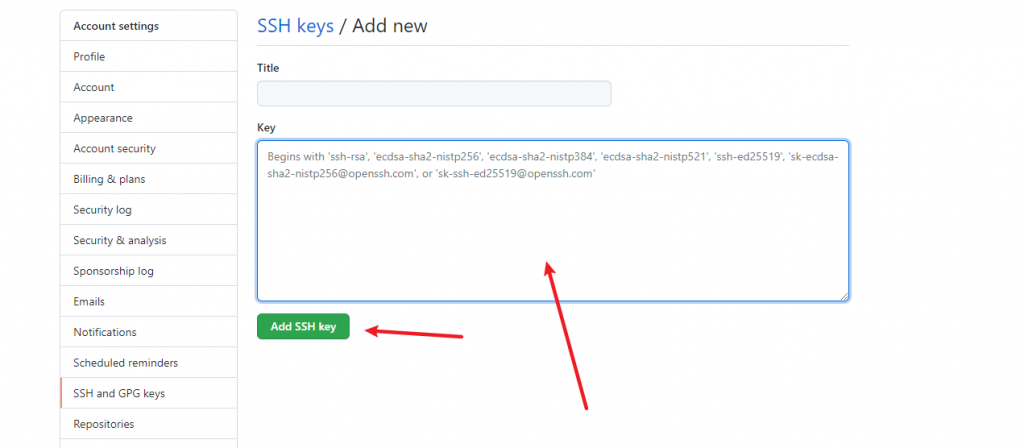 Account settings
Profile
Account
Appearance
Account security
Billing & plans
Security log
Security & analysis
Sponsorship log
Emails
Notifications
Scheduled reminders
SSH and GPG keys
Repositories
SSH keys / Add new
Title
Key
Begins with 'ssh-rsa', 'ecdsa-sha2-nistp256', 'ecdsa-sha2-nistp384', 'ecdsa-sha2-nistp521', 'ssh-ed25519', 'sk-ecdsa-
sha2-nistp256@openssh.com', or 'sk-ssh-ed25519@openssh.com'
Add SSH key